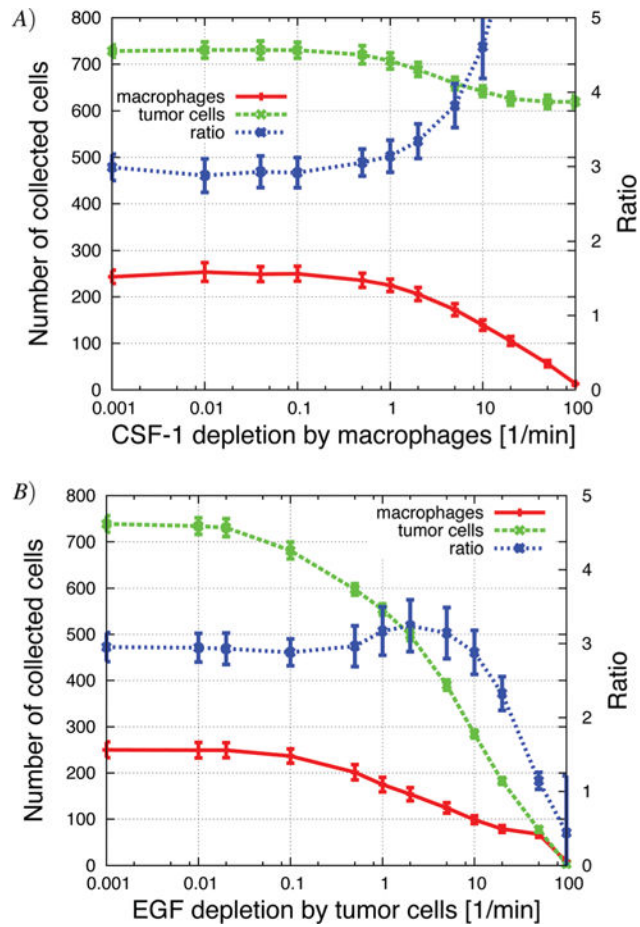 A)
800
700
600
500
400
300
200
100
0
5
4
3
2
1
0
macrophages
tumor cells
ratio
Number of collected cells
Ratio
0.001 0.01 0.1 1 10 100
CSF-1 depletion by macrophages [1/min]
B)
800
700
600
500
400
300
200
100
0
5
4
3
2
1
0
macrophages
tumor cells
ratio
Number of collected cells
Ratio
0.001 0.01 0.1 1 10 100
EGF depletion by tumor cells [1/min]